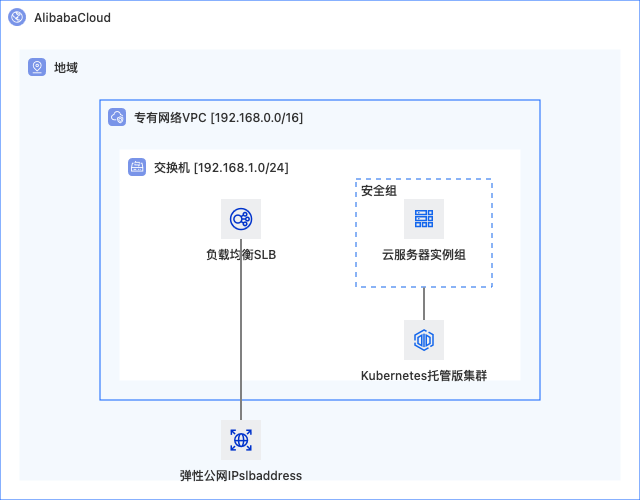 AlibabaCloud
地域
专有网络VPC [192.168.0.0/16]
交换机 [192.168.1.0/24]
安全组
负载均衡SLB
云服务器实例组
Kubernetes托管版集群
弹性公网IPslbaddress